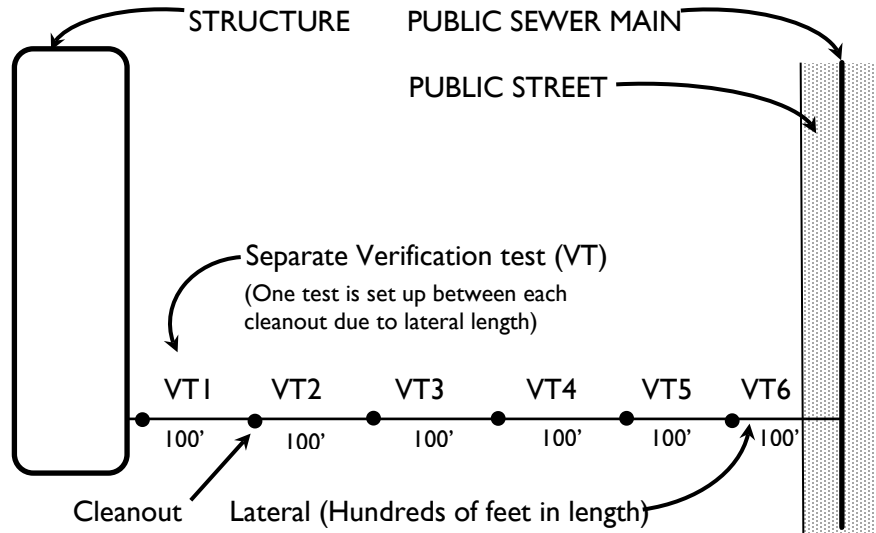 STRUCTURE
PUBLIC SEWER MAIN
PUBLIC STREET
Separate Verification test (VT)
(One test is set up between each
cleanout due to lateral length)
VT1 VT2 VT3 VT4 VT5 VT6
100’ 100’ 100’ 100’ 100’ 100’
Cleanout
Lateral (Hundreds of feet in length)